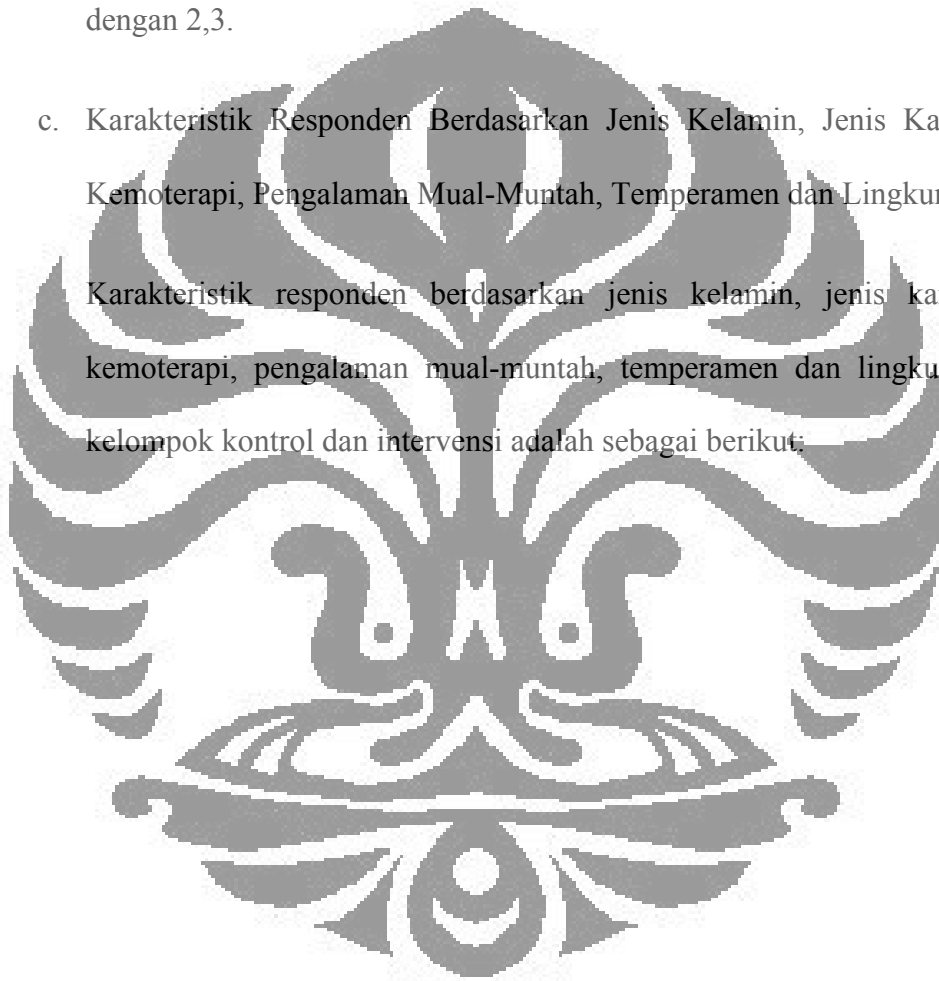 dengan 2,3.
c. Karakteristik Responden Berdasarkan Jenis Kelamin, Jenis Ka
Kemoterapi, Pengalaman Mual-Muntah, Temperamen dan Lingkun
Karakteristik responden berdasarkan jenis kelamin, jenis ka
kemoterapi, pengalaman mual-muntah, temperamen dan lingku
kelompok kontrol dan intervensi adalah sebagai berikut: